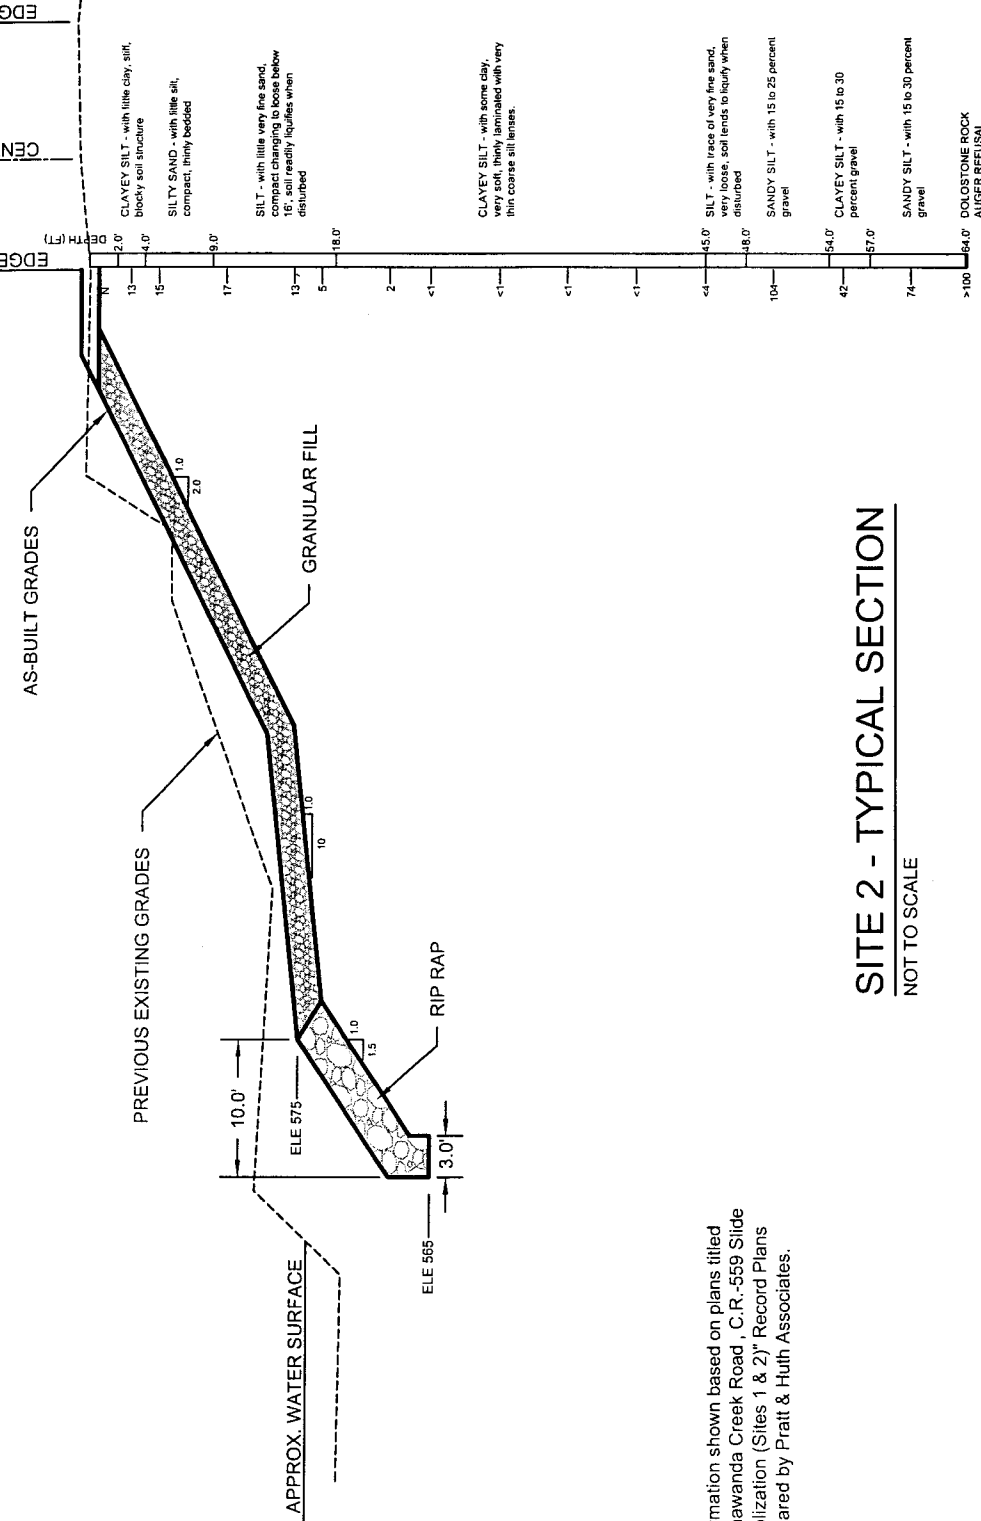 EDGE
CEN
EDGE
DEPTH (FT)
2.0'
4.0'
9.0'
18.0'
45.0'
48.0'
54.0'
57.0'
64.0'
N
13
15
17
13
7
5
2
<1
<1
<1
<1
<4
104
42
74
>100
CLAYEY SILT - with little clay, stiff,
blocky soil structure
SILTY SAND - with little silt,
compact, thinly bedded
SILT - with little very fine sand,
compact changing to loose below
16', soil readily liquifies when
disturbed
CLAYEY SILT - with some clay,
very soft, thinly laminated with very
thin coarse silt lenses.
SILT - with trace of very fine sand,
very loose, soil tends to liquify when
disturbed
SANDY SILT - with 15 to 25 percent
gravel
CLAYEY SILT - with 15 to 30
percent gravel
SANDY SILT - with 15 to 30 percent
gravel
DOLOSTONE ROCK
AUGER REFUSAL
AS-BUILT GRADES
GRANULAR FILL
1.0
2.0
PREVIOUS EXISTING GRADES
1.0
10
RIP RAP
1.0
1.5
10.0'
ELE 575
3.0'
ELE 565
APPROX. WATER SURFACE
SITE 2 - TYPICAL SECTION
NOT TO SCALE
rmation shown based on plans titled
nawanda Creek Road , C.R.-559 Slide
lization (Sites 1 & 2)" Record Plans
ared by Pratt & Huth Associates.